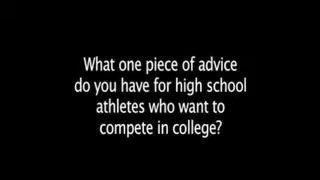 What one piece of advice
do you have for high school
athletes who want to
compete in college?